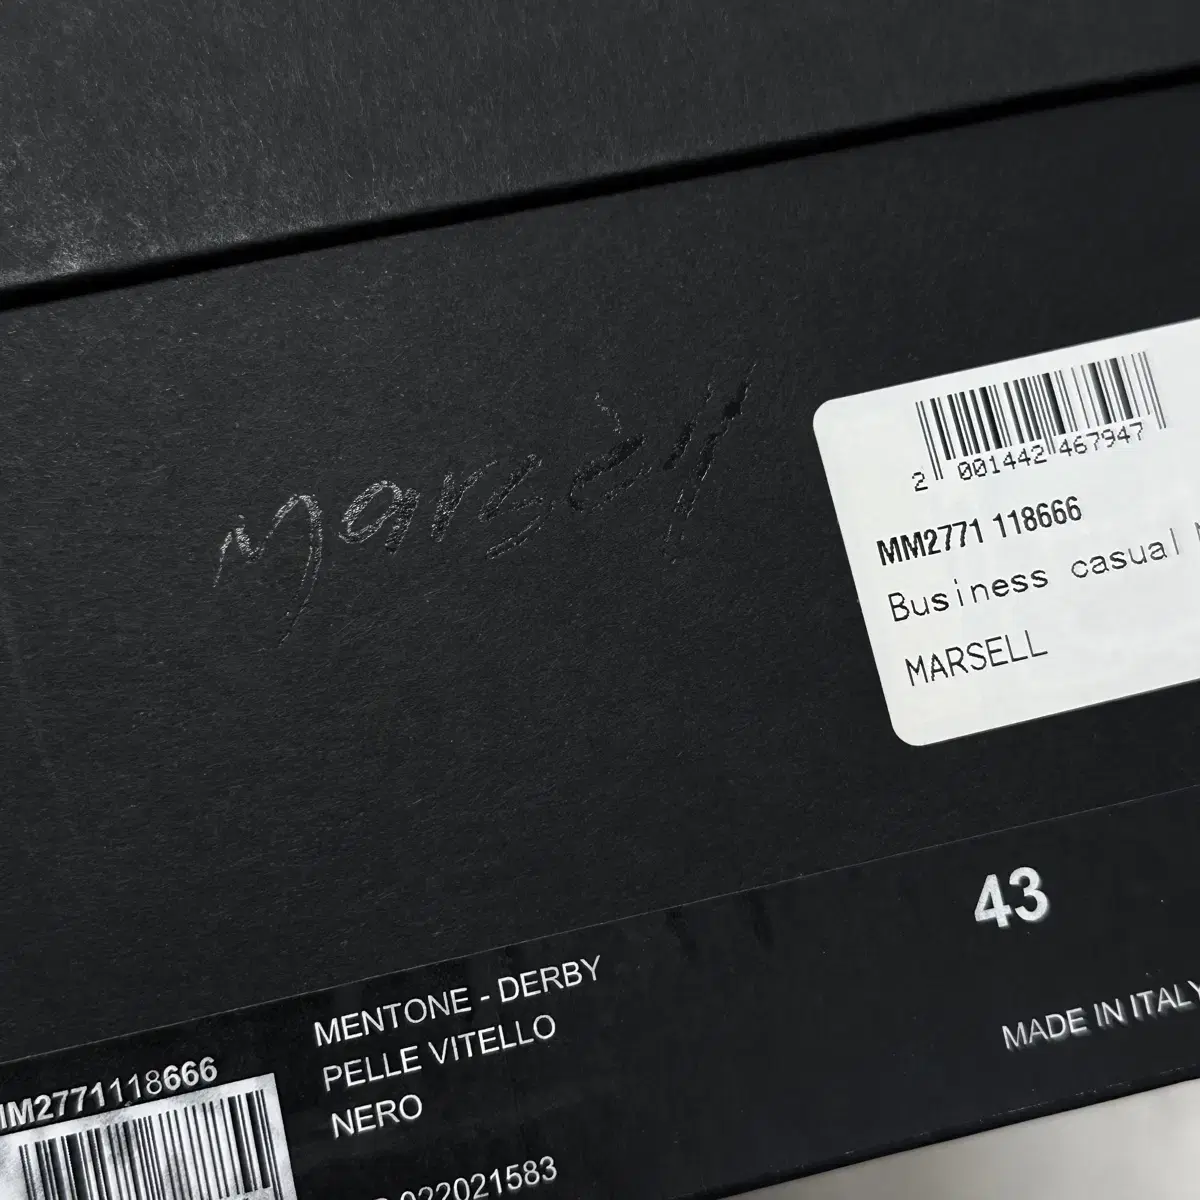 Marsèll
2 001442 467947
MM2771 118666
Business casual
MARSELL
43
MENTONE - DERBY
PELLE VITELLO
NERO
MADE IN ITALY
MM2771118666
022021583